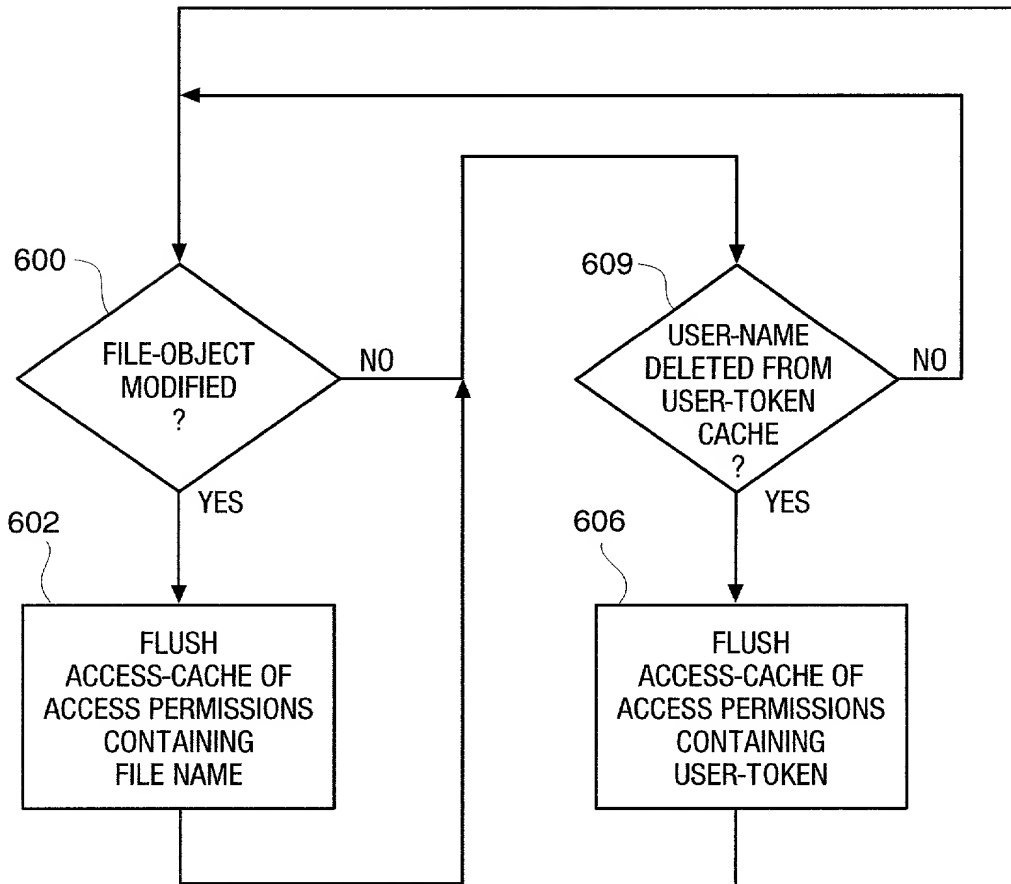 600
FILE-OBJECT
MODIFIED
?
NO
YES
602
FLUSH
ACCESS-CACHE OF
ACCESS PERMISSIONS
CONTAINING
FILE NAME
609
USER-NAME
DELETED FROM
USER-TOKEN
CACHE
?
NO
YES
606
FLUSH
ACCESS-CACHE OF
ACCESS PERMISSIONS
CONTAINING
USER-TOKEN